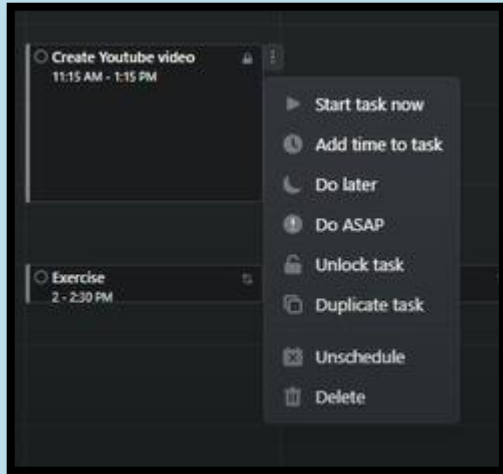 Create Youtube video
11:15 AM - 1:15 PM
Start task now
Add time to task
Do later
Do ASAP
Unlock task
Exercise
2 - 2:30 PM
Duplicate task
Unschedule
Delete